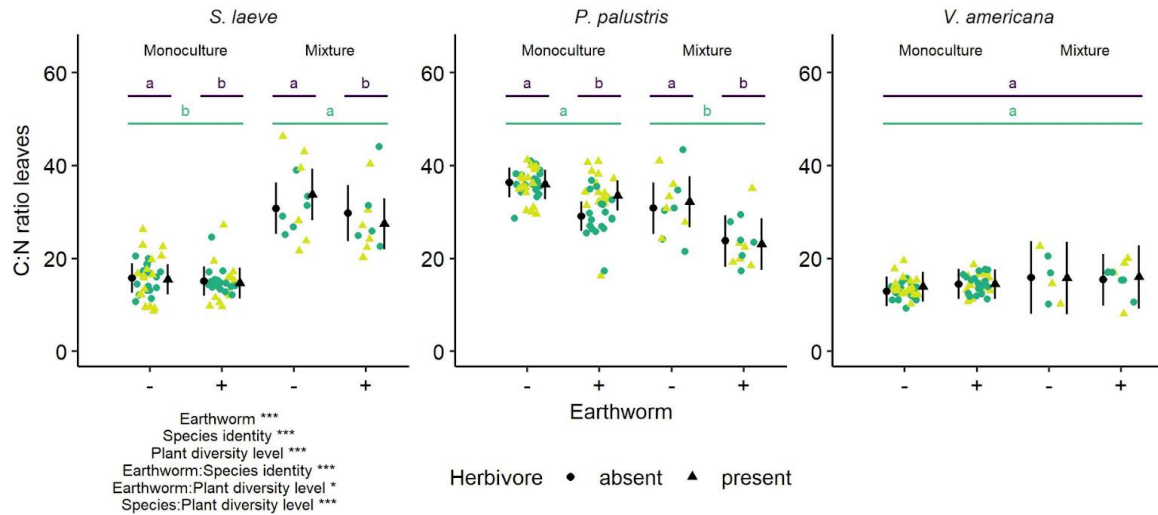 S. laeve
P. palustris
V. americana
Monoculture
Mixture
Monoculture
Mixture
Monoculture
Mixture
60
60
60
a
b
a
b
a
b
a
b
a
b
a
a
b
a
40
40
40
C:N ratio leaves
20
20
20
0
0
0
-
+
-
+
-
+
-
+
-
+
-
+
Earthworm
Earthworm ***
Species identity ***
Plant diversity level ***
Earthworm:Species identity ***
Earthworm:Plant diversity level *
Species:Plant diversity level ***
Herbivore absent present